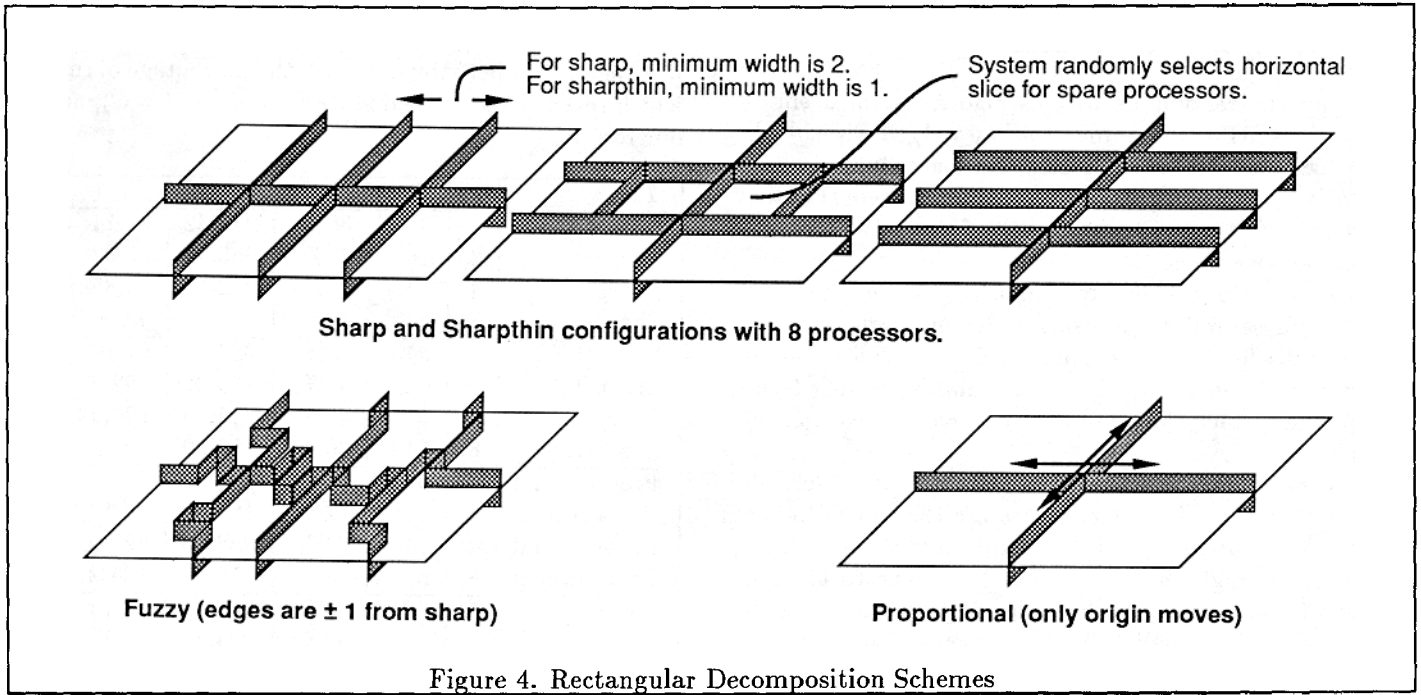 For sharp, minimum width is 2.
For sharpthin, minimum width is 1.
System randomly selects horizontal
slice for spare processors.
Sharp and Sharpthin configurations with 8 processors.
Fuzzy (edges are ± 1 from sharp)
Proportional (only origin moves)
Figure 4. Rectangular Decomposition Schemes